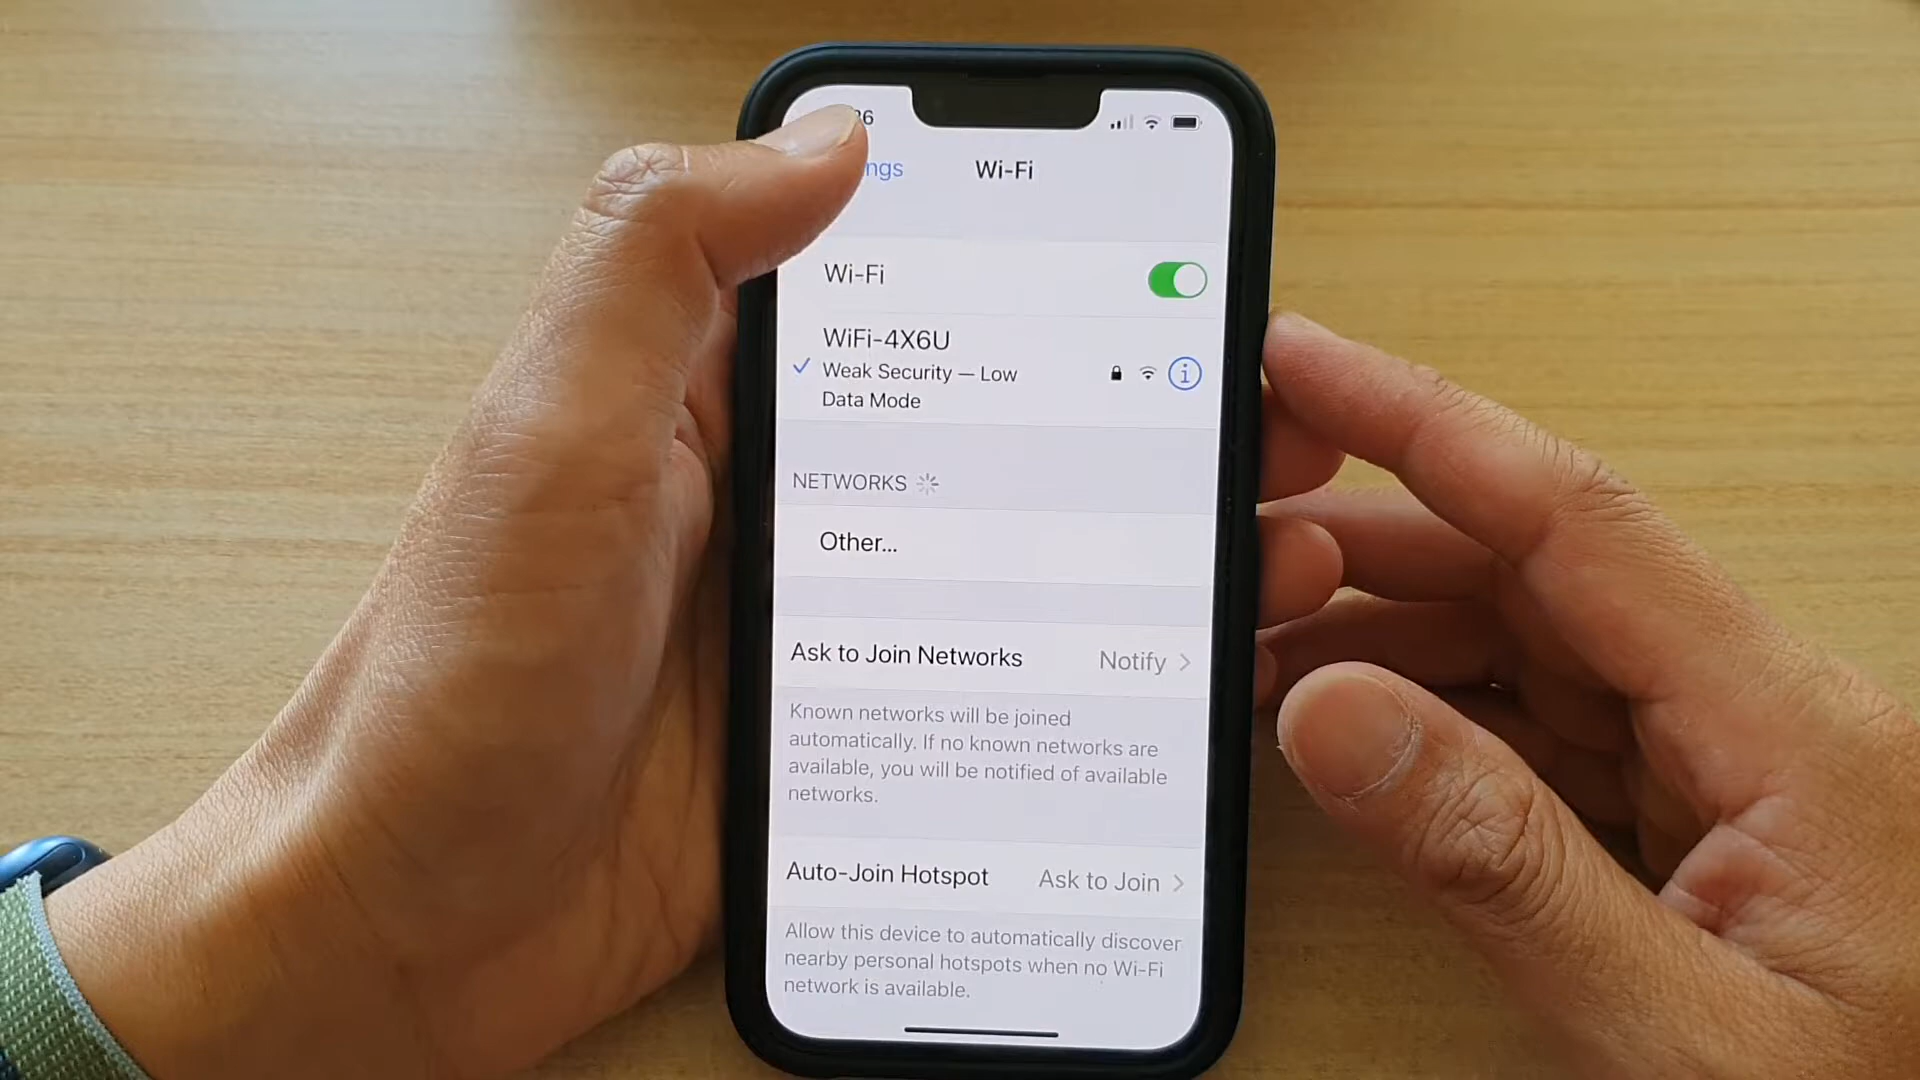 Wi-Fi
Wi-Fi
WiFi-4X6U
Weak Security — Low
Data Mode
NETWORKS
Other...
Ask to Join Networks
Notify
Known networks will be joined
automatically. If no known networks are
available, you will be notified of available
networks.
Auto-Join Hotspot
Ask to Join
Allow this device to automatically discover
nearby personal hotspots when no Wi-Fi
network is available.